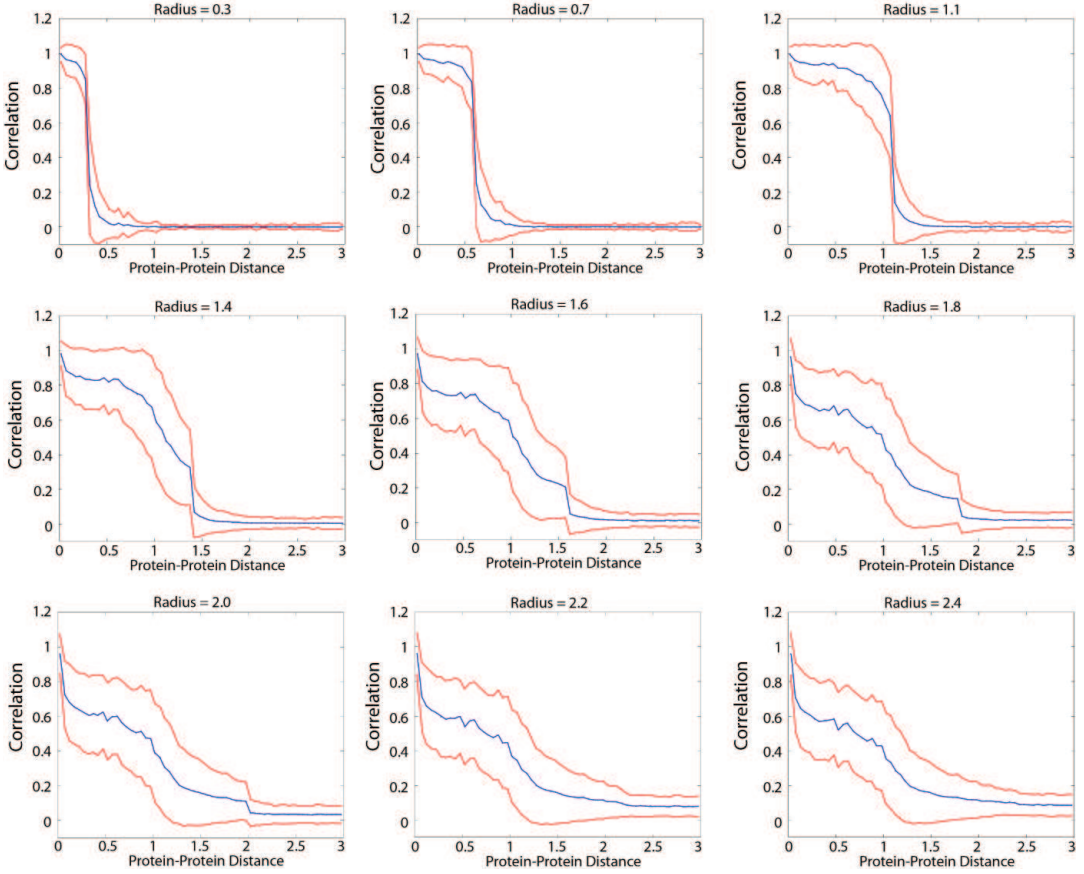 Radius = 0.3
Radius = 0.7
Radius = 1.1
1.2
1
0.8
0.6
0.4
0.2
0
Correlation
0 0.5 1 1.5 2 2.5 3
Protein-Protein Distance
1.2
1
0.8
0.6
0.4
0.2
0
Correlation
0 0.5 1 1.5 2 2.5 3
Protein-Protein Distance
1.2
1
0.8
0.6
0.4
0.2
0
Correlation
0 0.5 1 1.5 2 2.5 3
Protein-Protein Distance
Radius = 1.4
Radius = 1.6
Radius = 1.8
1.2
1
0.8
0.6
0.4
0.2
0
Correlation
0 0.5 1 1.5 2 2.5 3
Protein-Protein Distance
1.2
1
0.8
0.6
0.4
0.2
0
Correlation
0 0.5 1 1.5 2 2.5 3
Protein-Protein Distance
1.2
1
0.8
0.6
0.4
0.2
0
Correlation
0 0.5 1 1.5 2 2.5 3
Protein-Protein Distance
Radius = 2.0
Radius = 2.2
Radius = 2.4
1.2
1
0.8
0.6
0.4
0.2
0
Correlation
0 0.5 1 1.5 2 2.5 3
Protein-Protein Distance
1.2
1
0.8
0.6
0.4
0.2
0
Correlation
0 0.5 1 1.5 2 2.5 3
Protein-Protein Distance
1.2
1
0.8
0.6
0.4
0.2
0
Correlation
0 0.5 1 1.5 2 2.5 3
Protein-Protein Distance